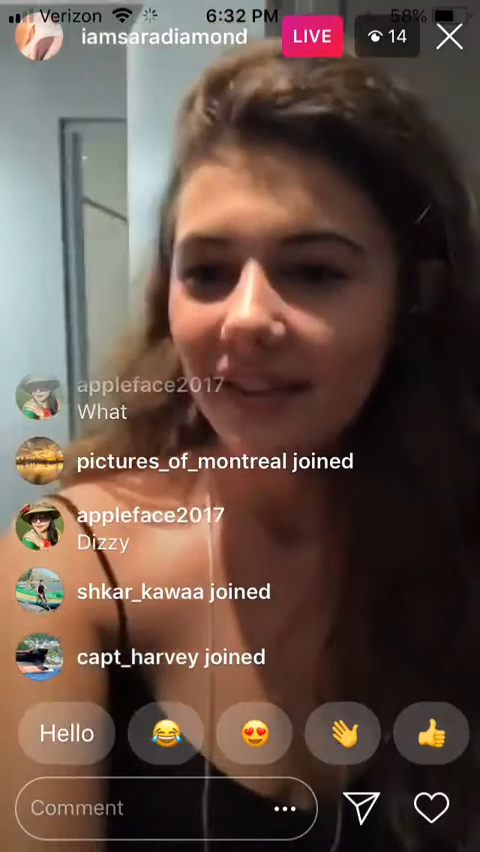 Verizon 6:32 PM 58%
iamsaradiamond LIVE 14
appleface2017
What
pictures_of_montreal joined
appleface2017
Dizzy
shkar_kawaa joined
capt_harvey joined
Hello
Comment